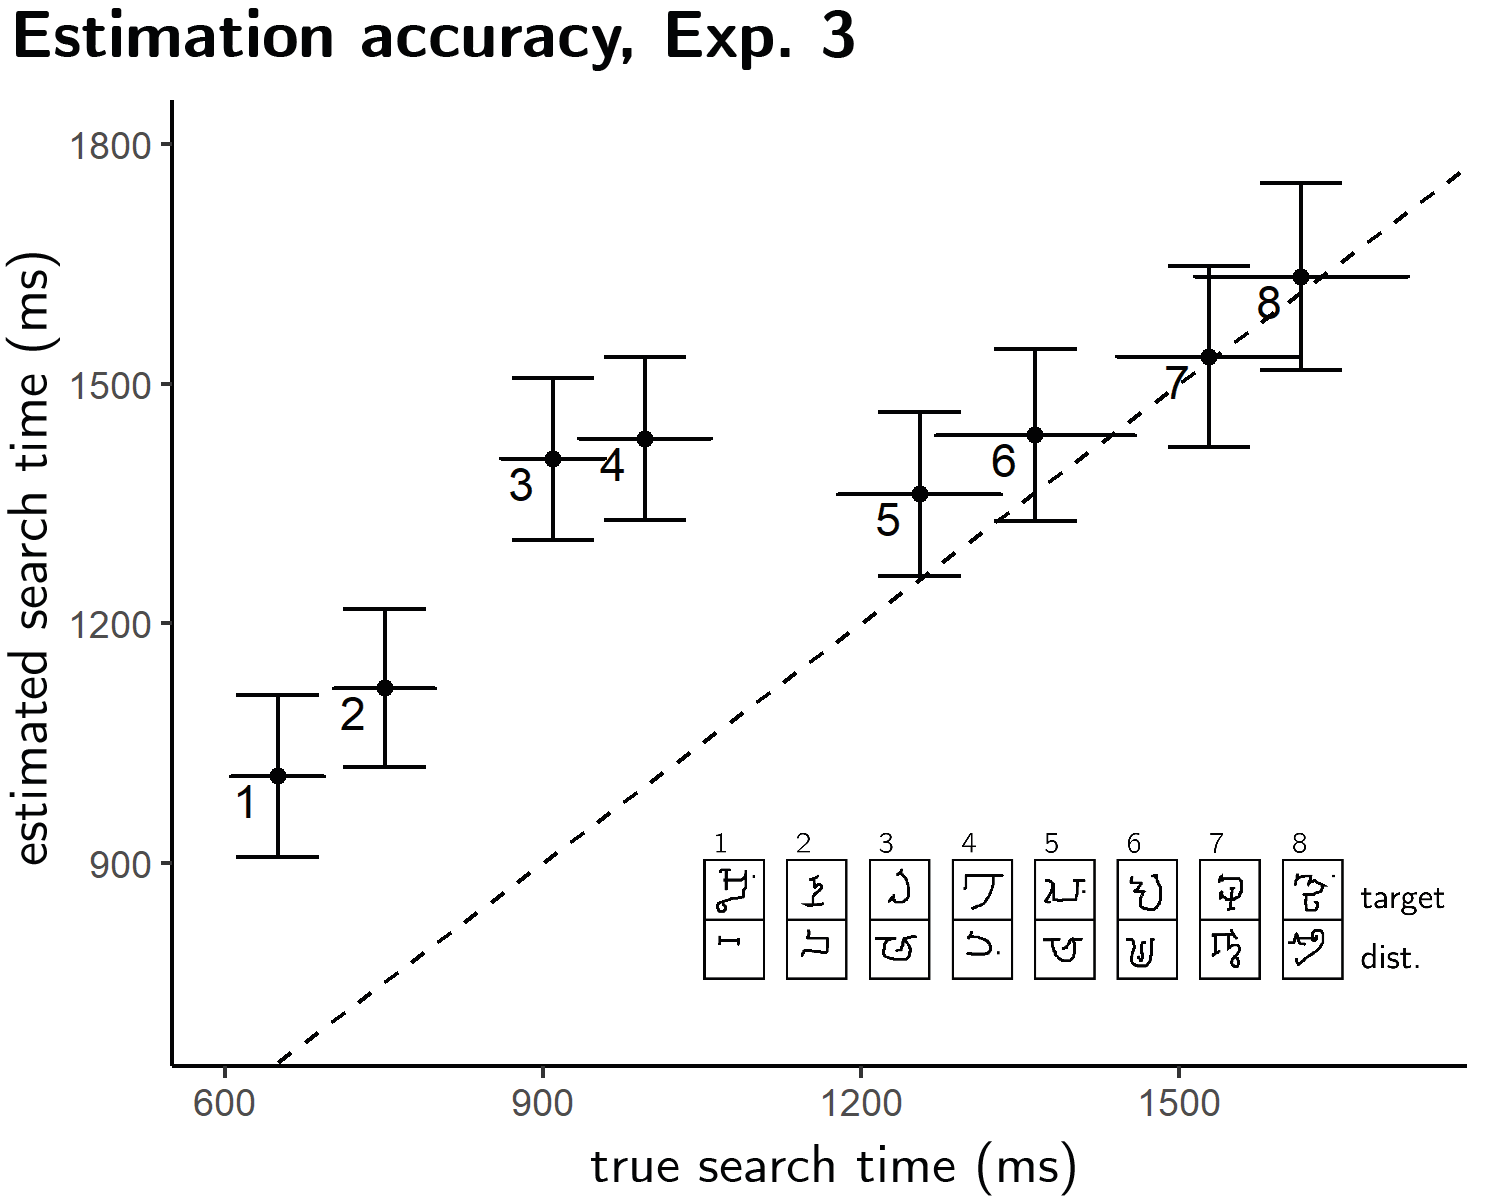 Estimation accuracy, Exp. 3
estimated search time (ms)
1800
1500
1200
900
1
2
3
4
5
6
7
8
1 2 3 4 5 6 7 8
target
dist.
600 900 1200 1500
true search time (ms)